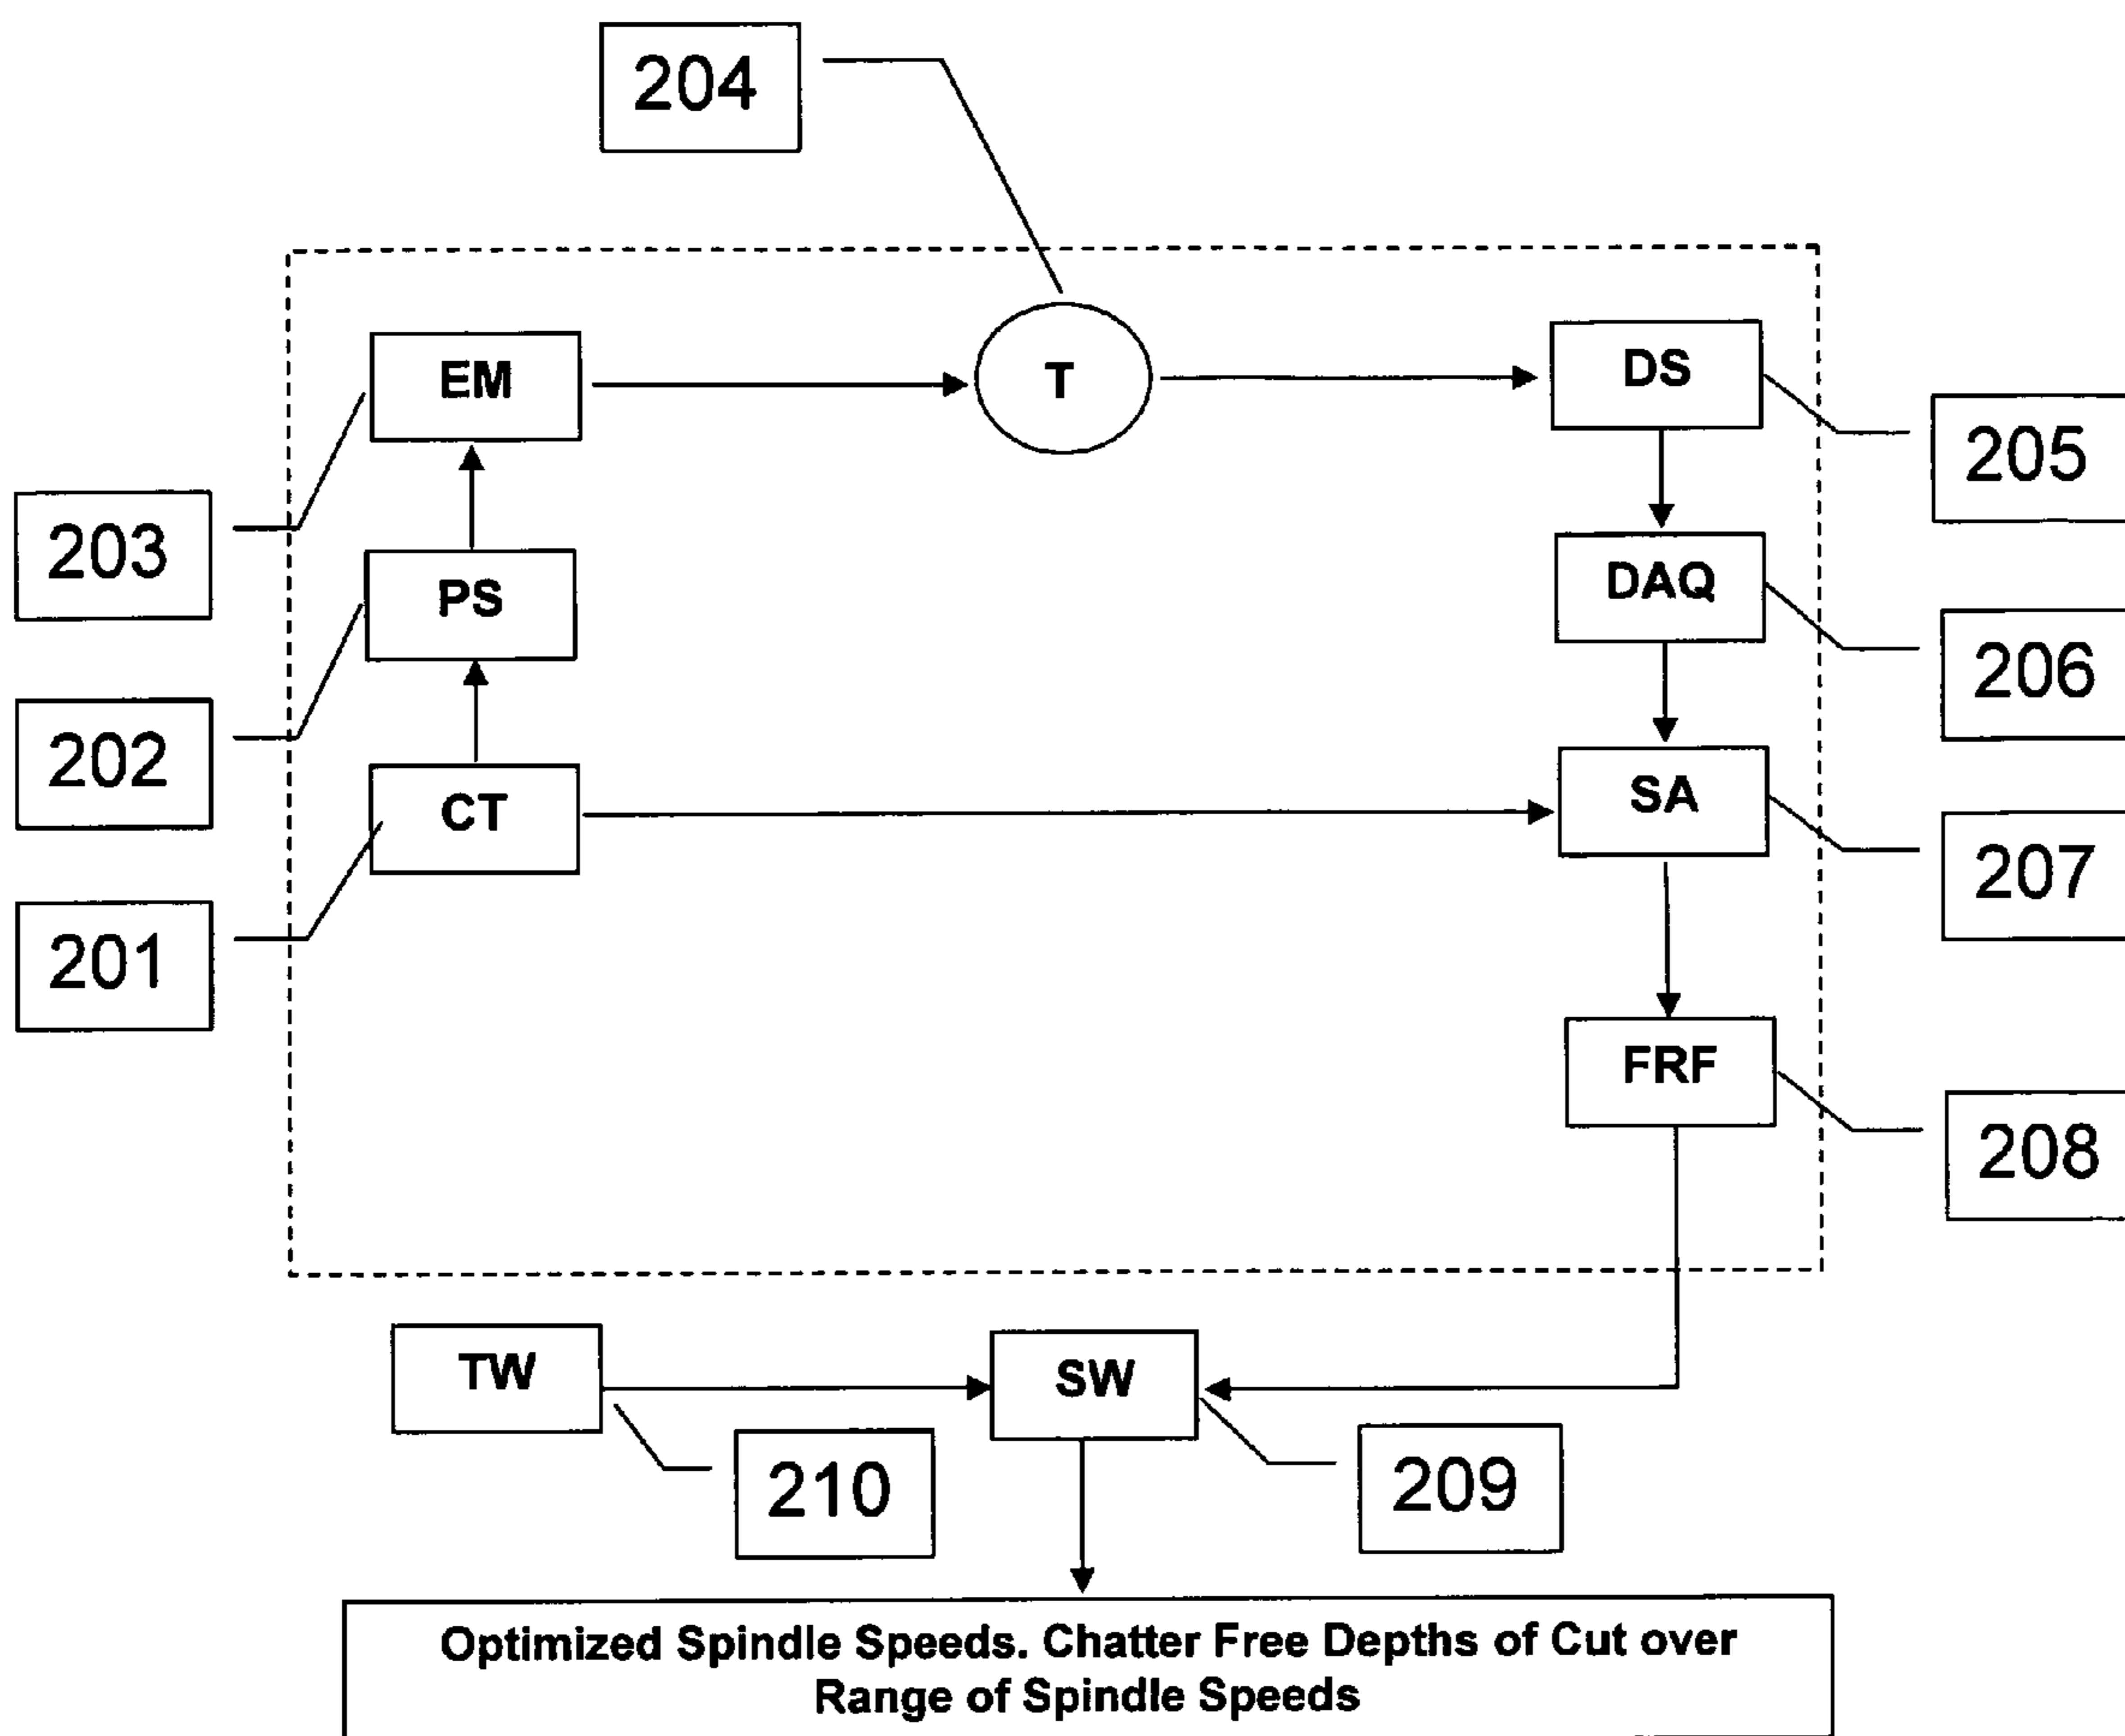 204
EM
T
DS
205
203
PS
DAQ
206
202
CT
SA
207
201
FRF
208
TW
SW
210
209
Optimized Spindle Speeds. Chatter Free Depths of Cut over
Range of Spindle Speeds